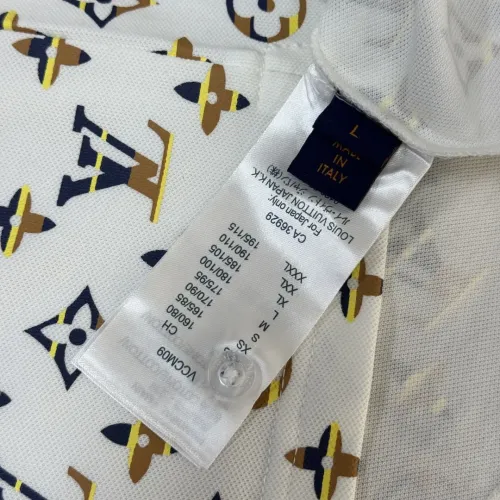 L
MADE
IN
ITALY
LOUIS VUITTON JAPAN K.K.
For Japan only:
CA 36929
195/115 XXXL
190/110 XXL
185/105 XL
180/100 L
175/95 M
170/90 S
165/85 XS
160/80
CH
VCCM09